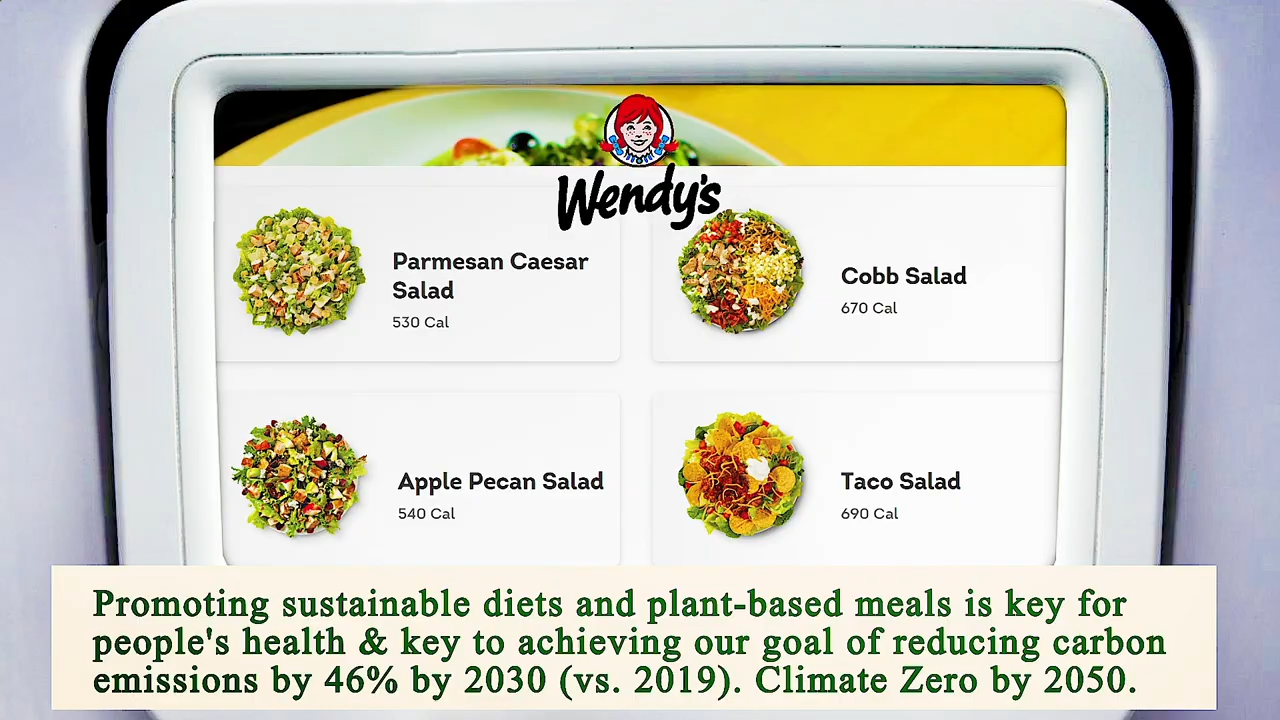 Wendy's
Parmesan Caesar
Salad
530 Cal
Cobb Salad
670 Cal
Apple Pecan Salad
540 Cal
Taco Salad
690 Cal
Promoting sustainable diets and plant-based meals is key for
people's health & key to achieving our goal of reducing carbon
emissions by 46% by 2030 (vs. 2019). Climate Zero by 2050.